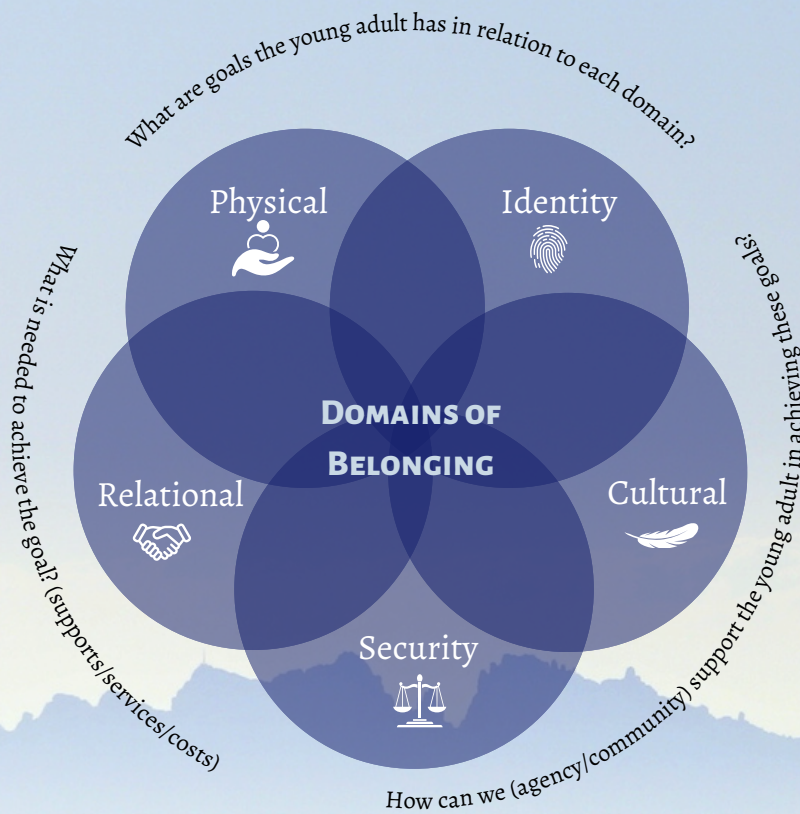 What are goals the young adult has in relation to each domain?
Physical
Identity
What is needed to achieve the goal? (supports/services/costs)
How can we (agency/community) support the young adult in achieving these goals?
DOMAINS OF
BELONGING
Relational
Cultural
Security